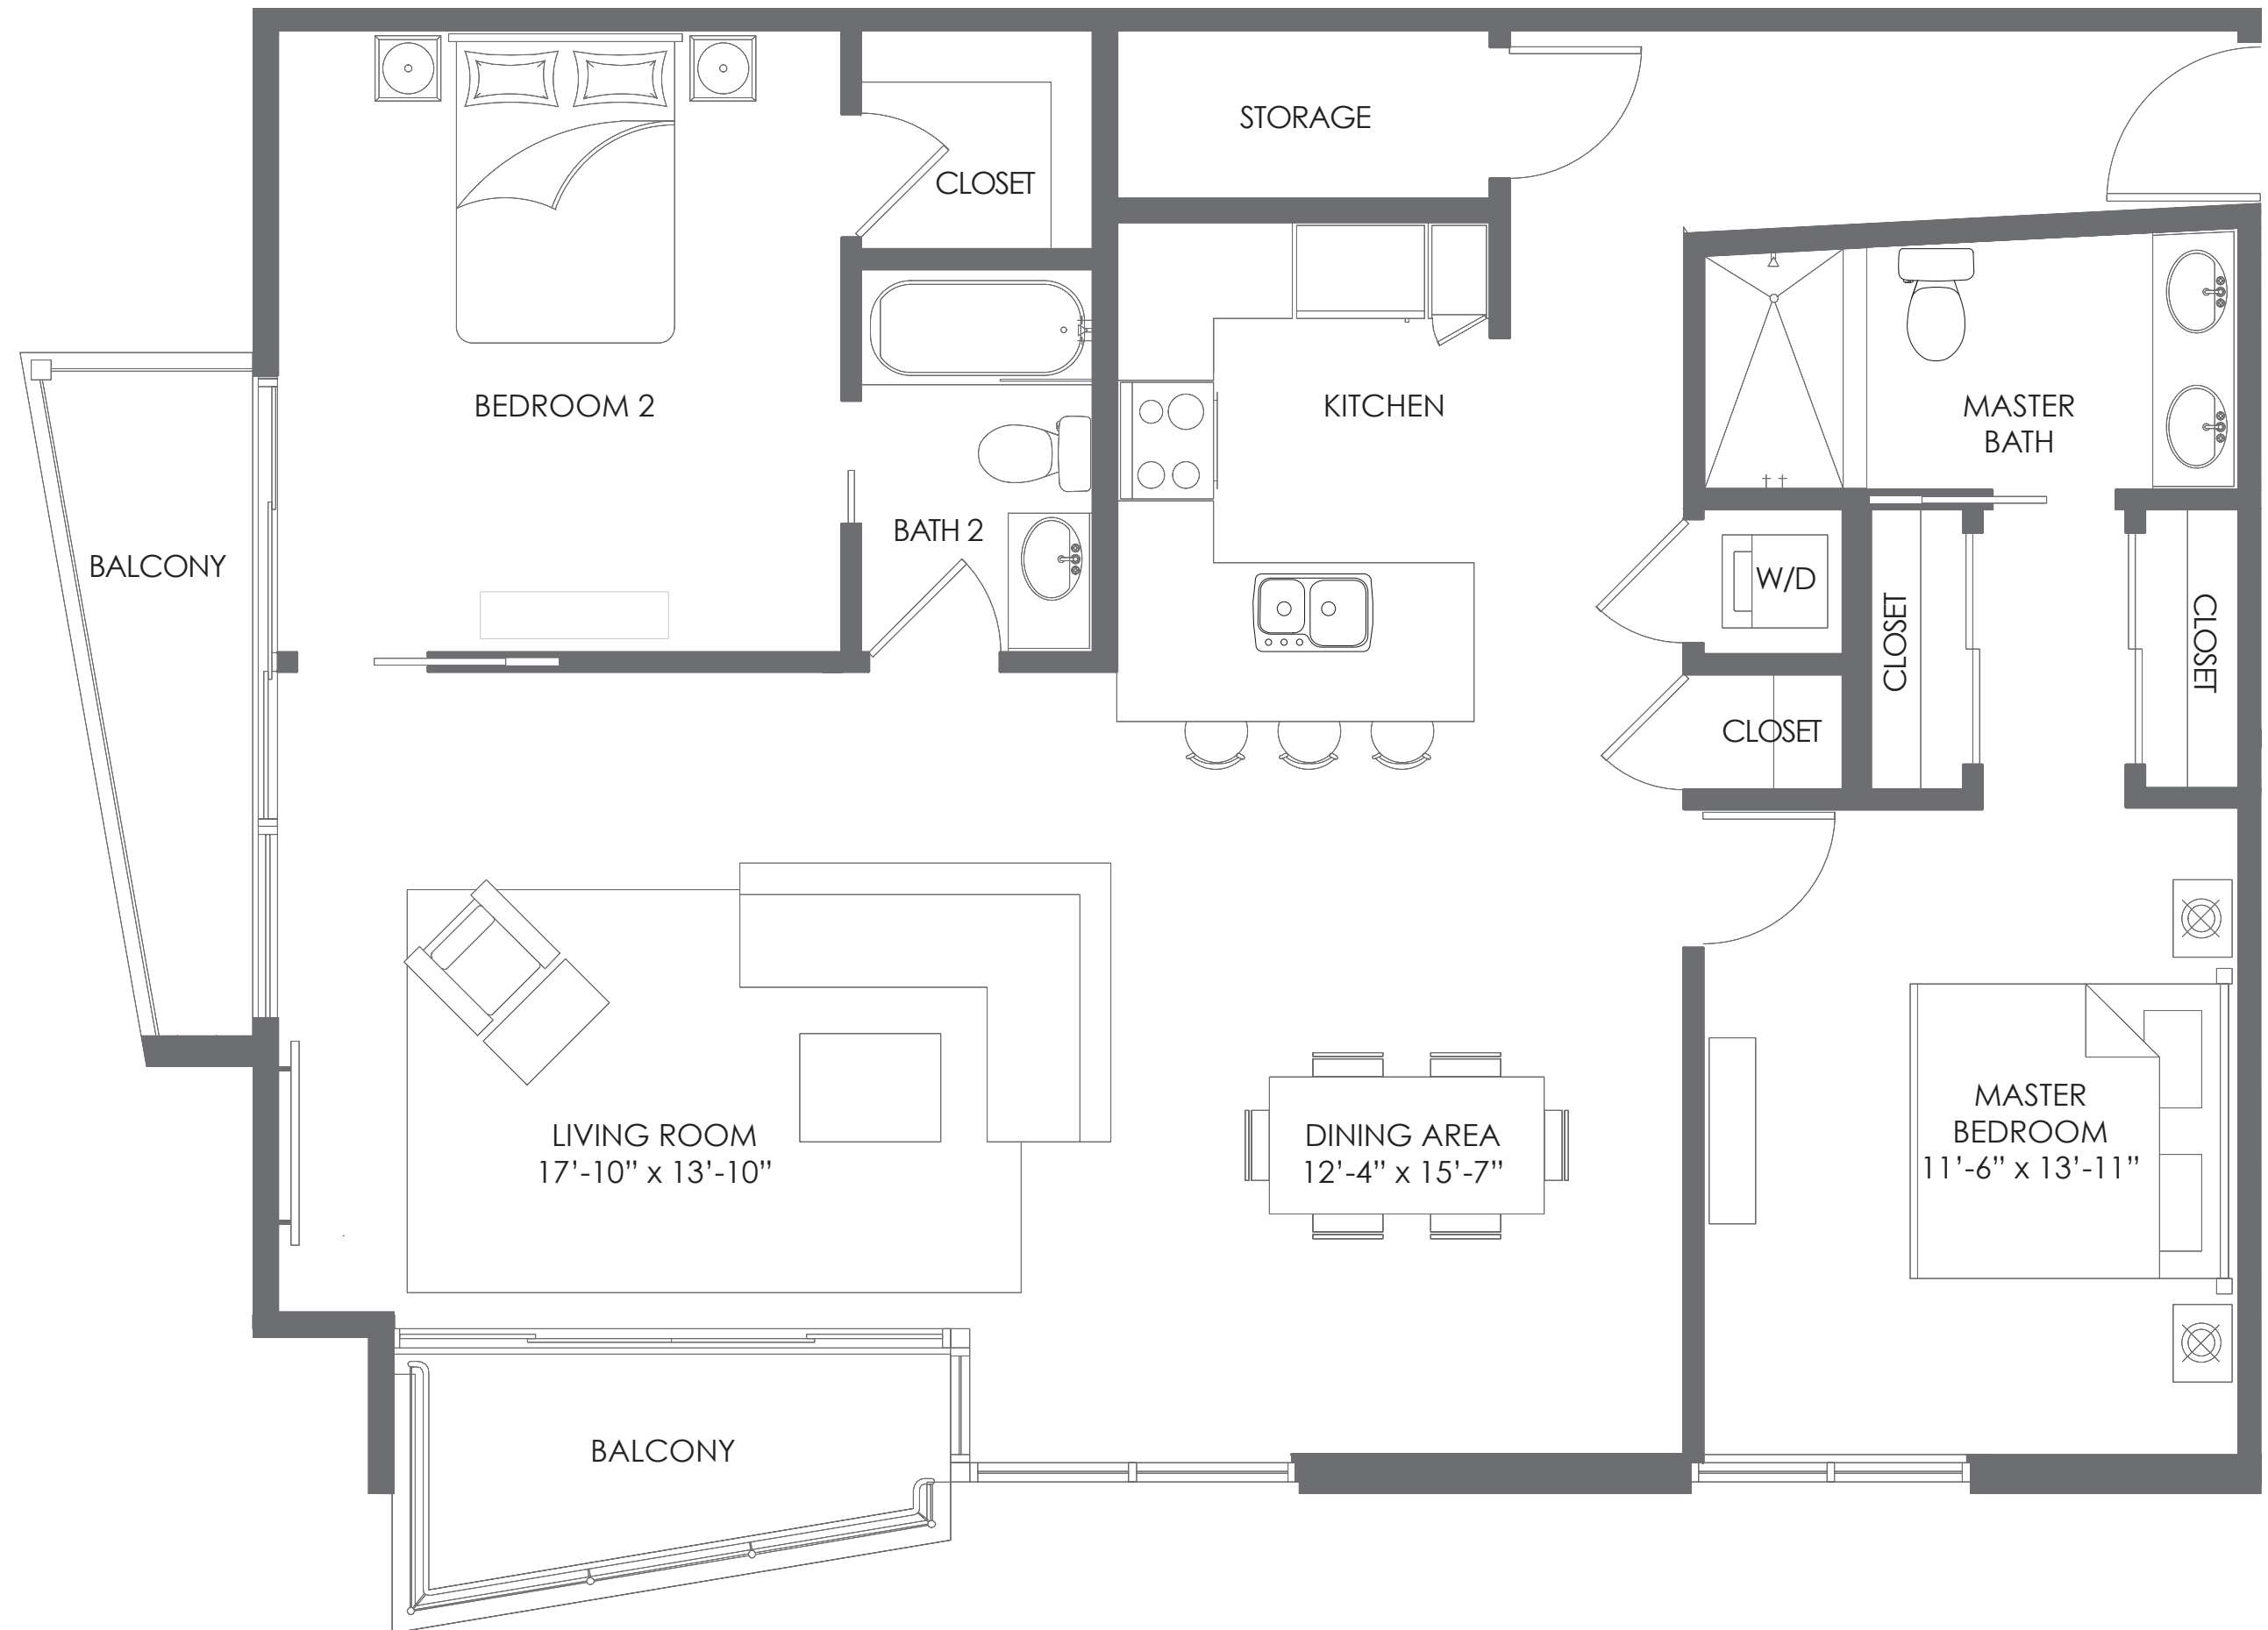 STORAGE
CLOSET
BEDROOM 2
KITCHEN
MASTER
BATH
BATH 2
BALCONY
W/D
CLOSET
CLOSET
CLOSET
LIVING ROOM
17’-10” x 13’-10”
DINING AREA
12’-4” x 15’-7”
MASTER
BEDROOM
11’-6” x 13’-11”
BALCONY